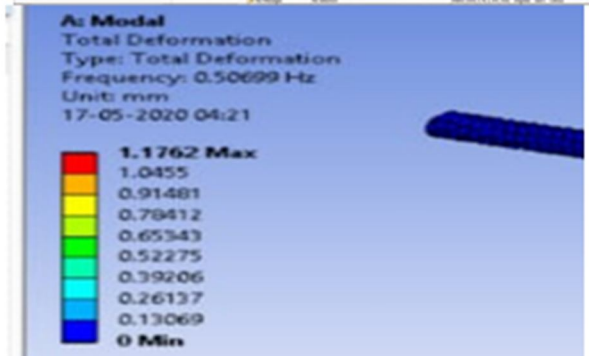 A: Modal
Total Deformation
Type: Total Deformation
Frequency: 0.50699 Hz
Unit: mm
17-05-2020 04:21
1.1762 Max
1.0455
0.91481
0.78412
0.65343
0.52275
0.39206
0.26137
0.13069
0 Min